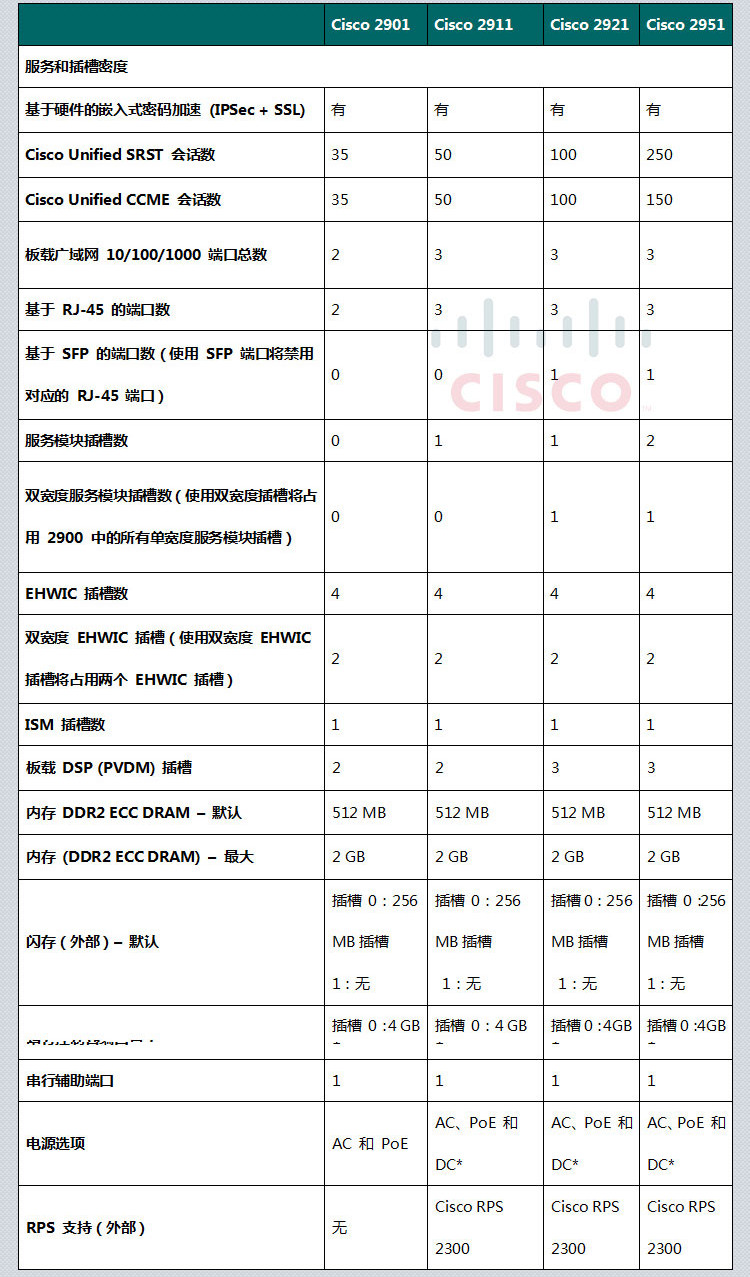 Cisco 2901 Cisco 2911 Cisco 2921 Cisco 2951
服务和插槽密度
基于硬件的嵌入式密码加速 (IPSec + SSL) 有 有 有 有
Cisco Unified SRST 会话数 35 50 100 250
Cisco Unified CCME 会话数 35 50 100 150
板载广域网 10/100/1000 端口总数 2 3 3 3
基于 RJ-45 的端口数 2 3 3 3
基于 SFP 的端口数（使用 SFP 端口将禁用
对应的 RJ-45 端口）
0 0 1 1
CISCO
服务模块插槽数 0 1 1 2
双宽度服务模块插槽数（使用双宽度插槽将占
用 2900 中的所有单宽度服务模块插槽）
0 0 1 1
EHWIC 插槽数 4 4 4 4
双宽度 EHWIC 插槽（使用双宽度 EHWIC
插槽将占用两个 EHWIC 插槽）
2 2 2 2
ISM 插槽数 1 1 1 1
板载 DSP (PVDM) 插槽 2 2 3 3
内存 DDR2 ECC DRAM – 默认 512 MB 512 MB 512 MB 512 MB
内存 (DDR2 ECC DRAM) – 最大 2 GB 2 GB 2 GB 2 GB
闪存（外部）– 默认
插槽 0：256 插槽 0：256 插槽0：256 插槽 0:256
MB 插槽 MB 插槽 MB 插槽 MB 插槽
1：无 1：无 1：无 1：无
插槽 0:4 GB 插槽 0：4 GB 插槽0:4GB 插槽0:4GB
串行辅助端口 1 1 1 1
电源选项
AC 和 PoE
AC、PoE 和 AC、PoE 和 AC、PoE 和
DC* DC* DC*
RPS 支持（外部）
无
Cisco RPS Cisco RPS Cisco RPS
2300 2300 2300